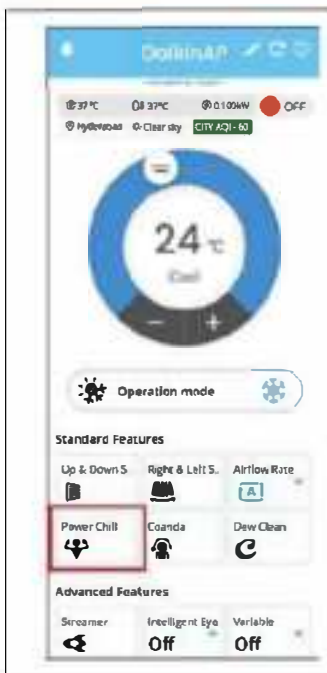 DaikinAP
37°C 37°C 0.100kW OFF
Hyderabad Clear sky CITY AQI - 60
24 °C
Cool
- +
Operation mode
Standard Features
Up & Down S Right & Left S.. Airflow Rate
A
Power Chill Coanda Dew Clean
Advanced Features
Streamer Intelligent Eye Variable
Off Off